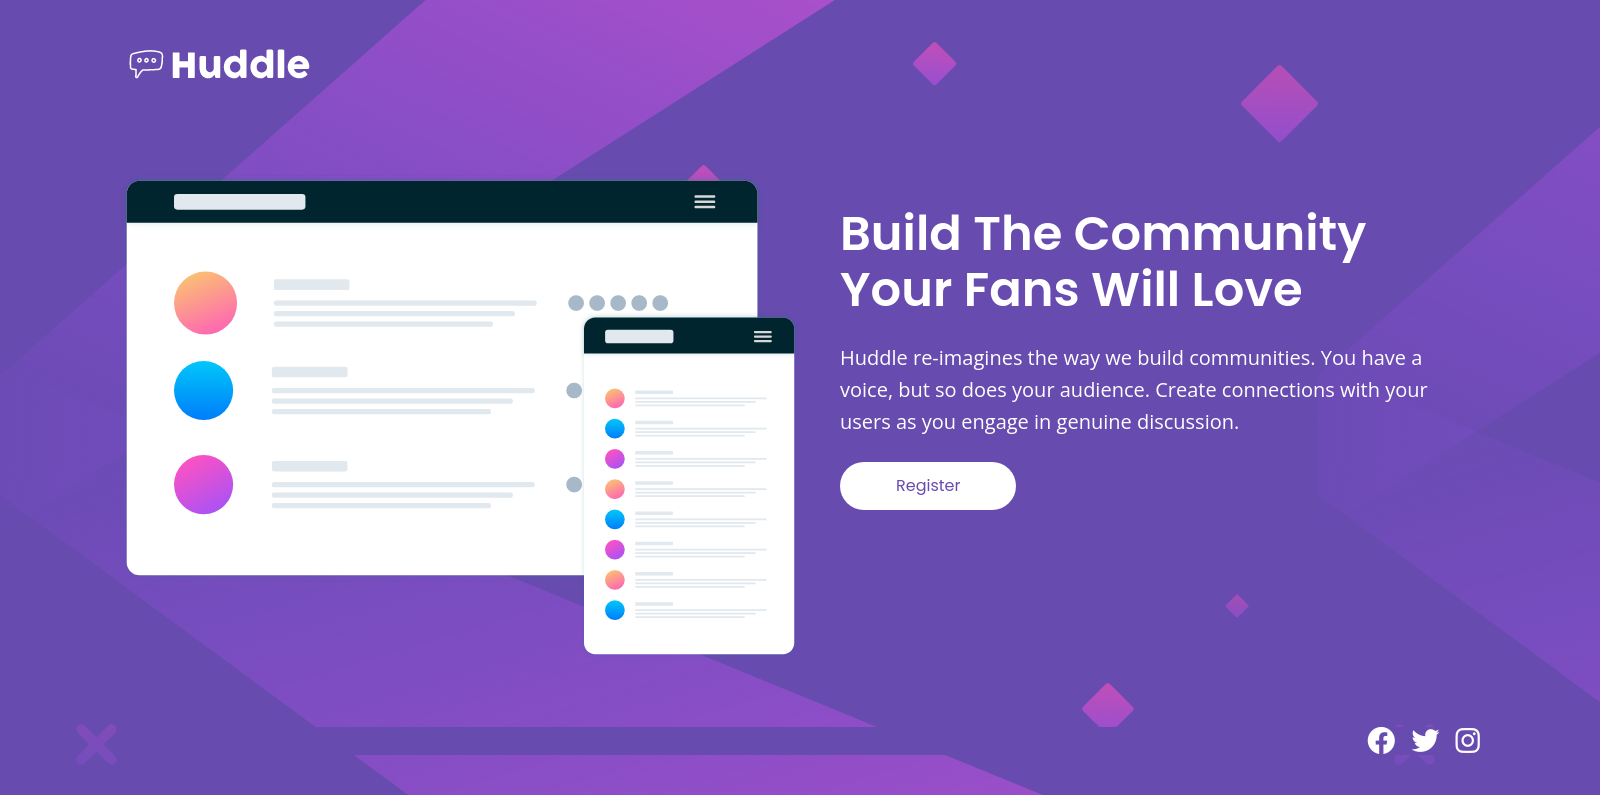 Huddle
Build The Community
Your Fans Will Love
Huddle re-imagines the way we build communities. You have a
voice, but so does your audience. Create connections with your
users as you engage in genuine discussion.
Register